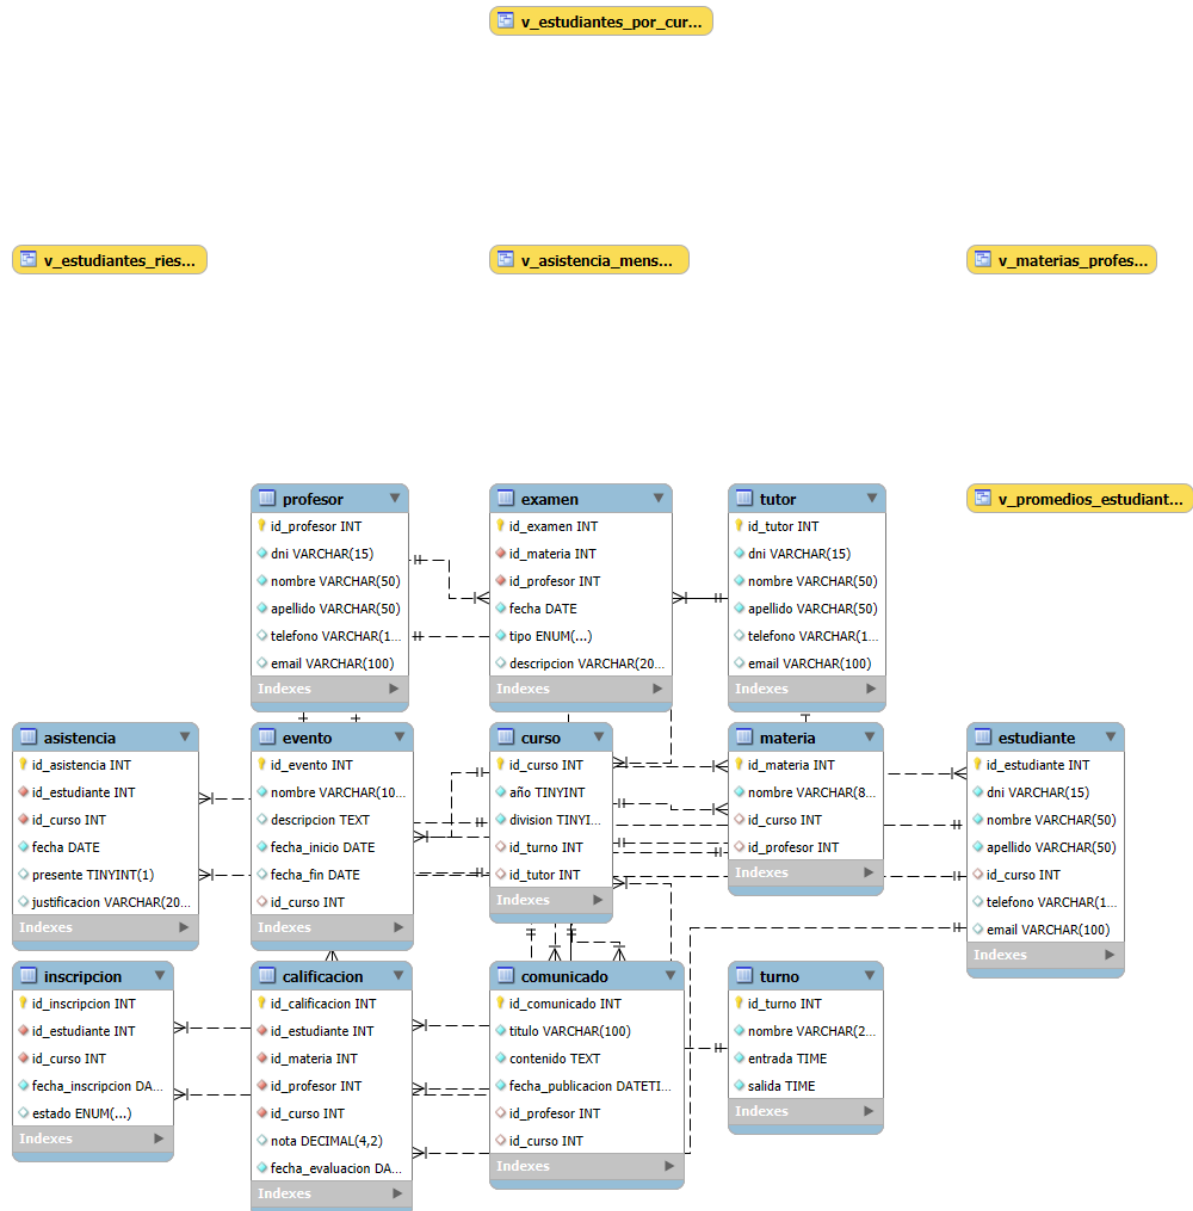 v_estudiantes_por_cur...
v_estudiantes_ries...
v_asistencia_mens...
v_materias_profes...
profesor
id_profesor INT
dni VARCHAR(15)
nombre VARCHAR(50)
apellido VARCHAR(50)
telefono VARCHAR(1...
email VARCHAR(100)
Indexes
examen
id_examen INT
id_materia INT
id_profesor INT
fecha DATE
tipo ENUM(...)
descripcion VARCHAR(20...
Indexes
tutor
id_tutor INT
dni VARCHAR(15)
nombre VARCHAR(50)
apellido VARCHAR(50)
telefono VARCHAR(1...
email VARCHAR(100)
Indexes
v_promedios_estudiant...
asistencia
id_asistencia INT
id_estudiante INT
id_curso INT
fecha DATE
presente TINYINT(1)
justificacion VARCHAR(20...
Indexes
evento
id_evento INT
nombre VARCHAR(10...
descripcion TEXT
fecha_inicio DATE
fecha_fin DATE
id_curso INT
Indexes
curso
id_curso INT
año TINYINT
division TINYI...
id_turno INT
id_tutor INT
Indexes
materia
id_materia INT
nombre VARCHAR(8...
id_curso INT
id_profesor INT
Indexes
estudiante
id_estudiante INT
dni VARCHAR(15)
nombre VARCHAR(50)
apellido VARCHAR(50)
id_curso INT
telefono VARCHAR(1...
email VARCHAR(100)
Indexes
inscripcion
id_inscripcion INT
id_estudiante INT
id_curso INT
fecha_inscripcion DA...
estado ENUM(...)
Indexes
calificacion
id_calificacion INT
id_estudiante INT
id_materia INT
id_profesor INT
id_curso INT
nota DECIMAL(4,2)
fecha_evaluacion DA...
Indexes
comunicado
id_comunicado INT
titulo VARCHAR(100)
contenido TEXT
fecha_publicacion DATETI...
id_profesor INT
id_curso INT
Indexes
turno
id_turno INT
nombre VARCHAR(2...
entrada TIME
salida TIME
Indexes